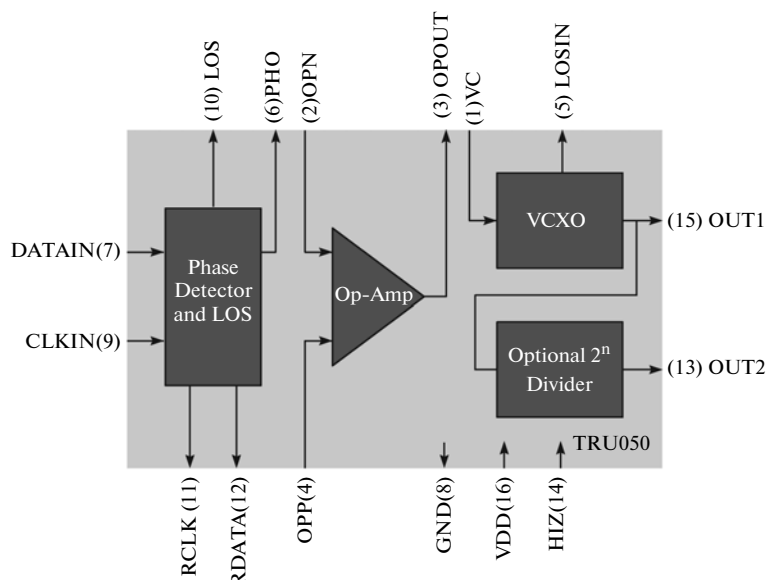 (10) LOS
(6)PHO
(2)OPN
(3) OPOUT
(1)VC
(5) LOSIN
DATAIN(7)
CLKIN(9)
Phase
Detector
and LOS
Op-Amp
VCXO
(15) OUT1
Optional 2ⁿ
Divider
(13) OUT2
TRU050
RCLK (11)
RDATA(12)
OPP(4)
GND(8)
VDD(16)
HIZ(14)